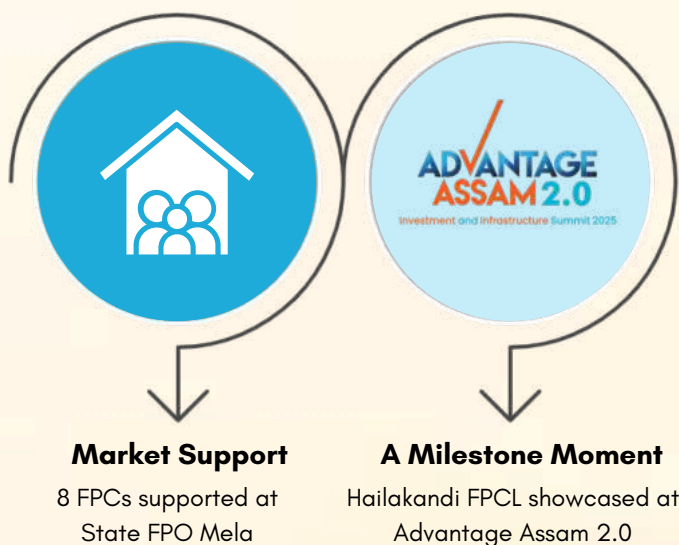 ADVANTAGE
ASSAM 2.0
Investment and Infrastructure Summit 2025
Market Support
8 FPCs supported at
State FPO Mela
A Milestone Moment
Hailakandi FPCL showcased at
Advantage Assam 2.0